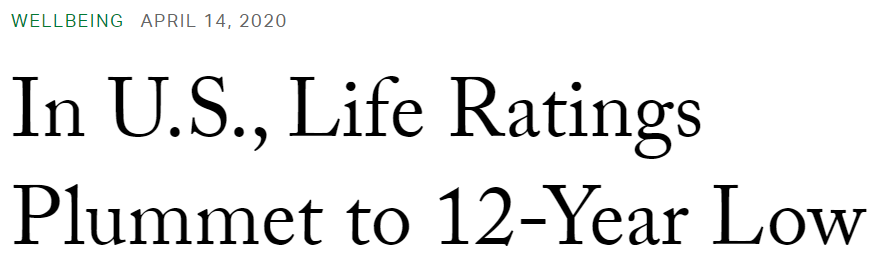 WELLBEING APRIL 14, 2020
In U.S., Life Ratings
Plummet to 12-Year Low